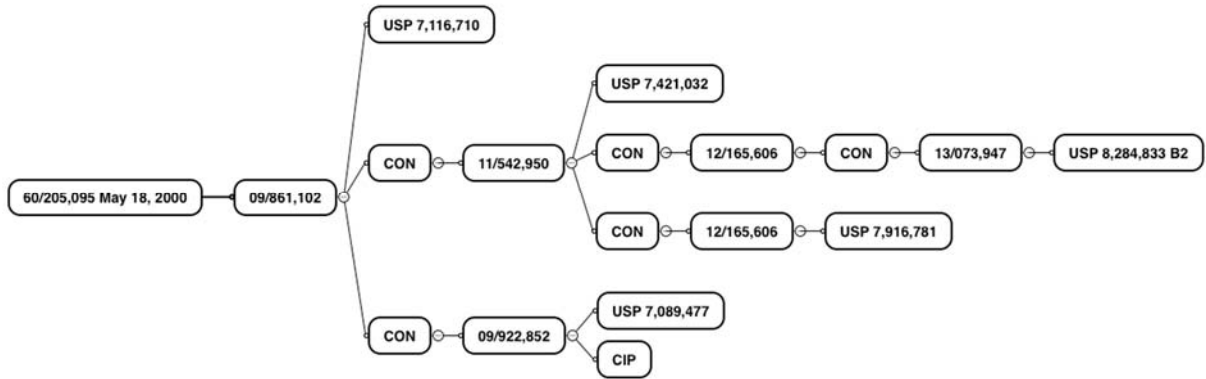 USP 7,116,710
USP 7,421,032
CON
11/542,950
CON
12/165,606
CON
13/073,947
USP 8,284,833 B2
60/205,095 May 18, 2000
09/861,102
CON
12/165,606
USP 7,916,781
CON
09/922,852
USP 7,089,477
CIP